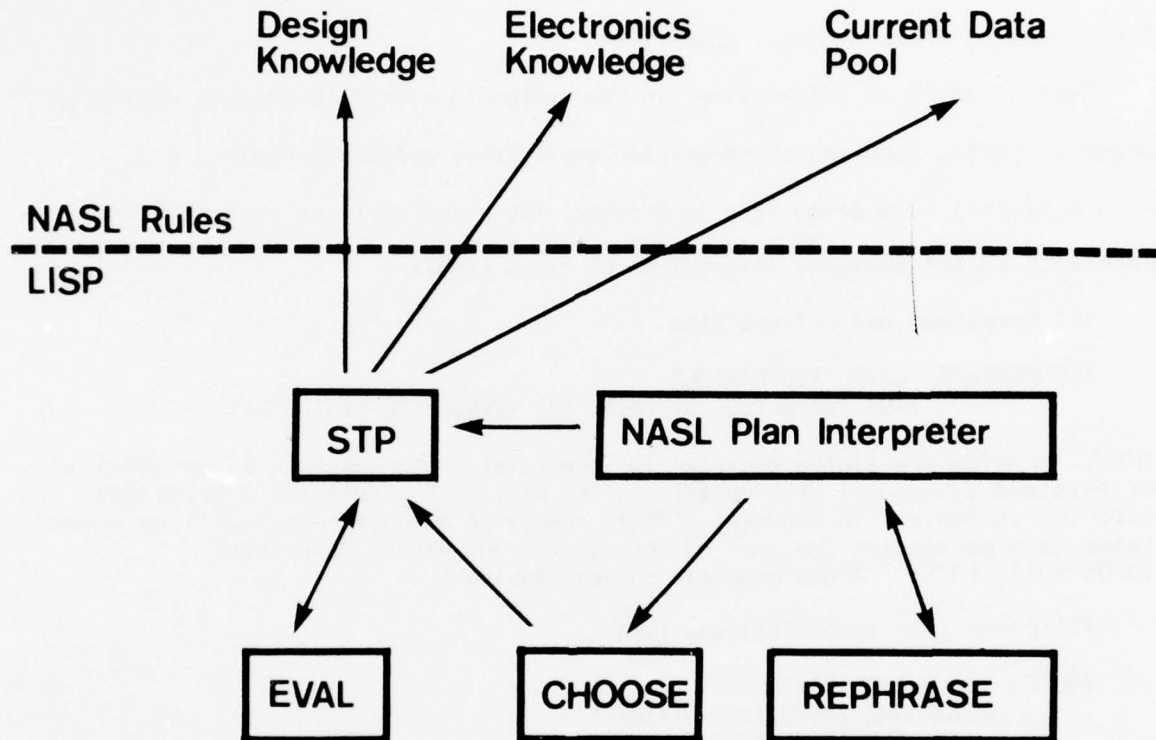 Design
Knowledge
Electronics
Knowledge
Current Data
Pool
NASL Rules
LISP
STP
NASL Plan Interpreter
EVAL
CHOOSE
REPHRASE